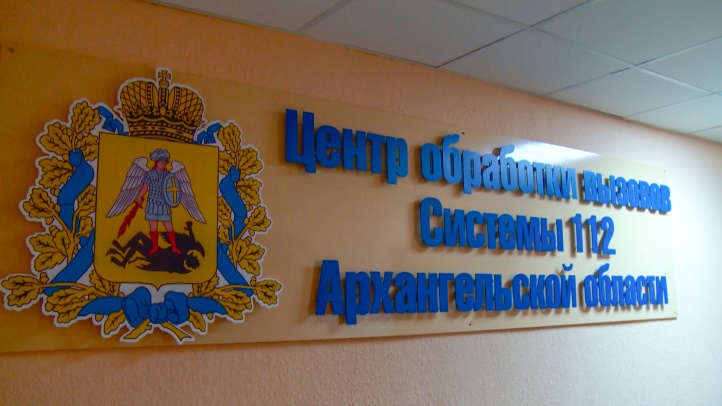 Центр обработки вызовов
Системы 112
Архангельской области